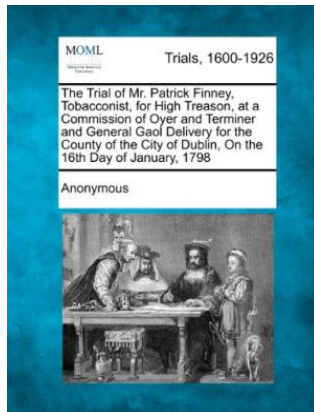 MOML
Trials, 1600-1926
The Trial of Mr. Patrick Finney,
Tobacconist, for High Treason, at a
Commission of Oyer and Terminer
and General Gaol Delivery for the
County of the City of Dublin, On the
16th Day of January, 1798
Anonymous